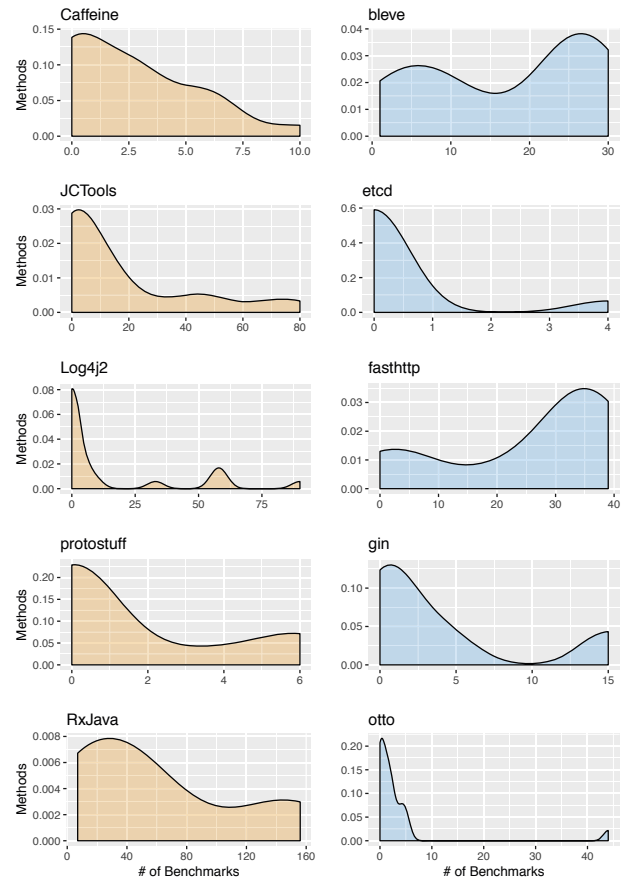 Caffeine
0.15
0.10
0.05
0.00
Methods
0.0 2.5 5.0 7.5 10.0
bleve
0.04
0.03
0.02
0.01
0.00
0 10 20 30
JCTools
0.03
0.02
0.01
0.00
Methods
0 20 40 60 80
etcd
0.6
0.4
0.2
0.0
0 1 2 3 4
Log4j2
0.08
0.06
0.04
0.02
0.00
Methods
0 25 50 75
fasthttp
0.03
0.02
0.01
0.00
0 10 20 30 40
protostuff
0.20
0.15
0.10
0.05
0.00
Methods
0 2 4 6
gin
0.10
0.05
0.00
0 5 10 15
RxJava
0.008
0.006
0.004
0.002
0.000
Methods
0 40 80 120 160
# of Benchmarks
otto
0.20
0.15
0.10
0.05
0.00
0 10 20 30 40
# of Benchmarks